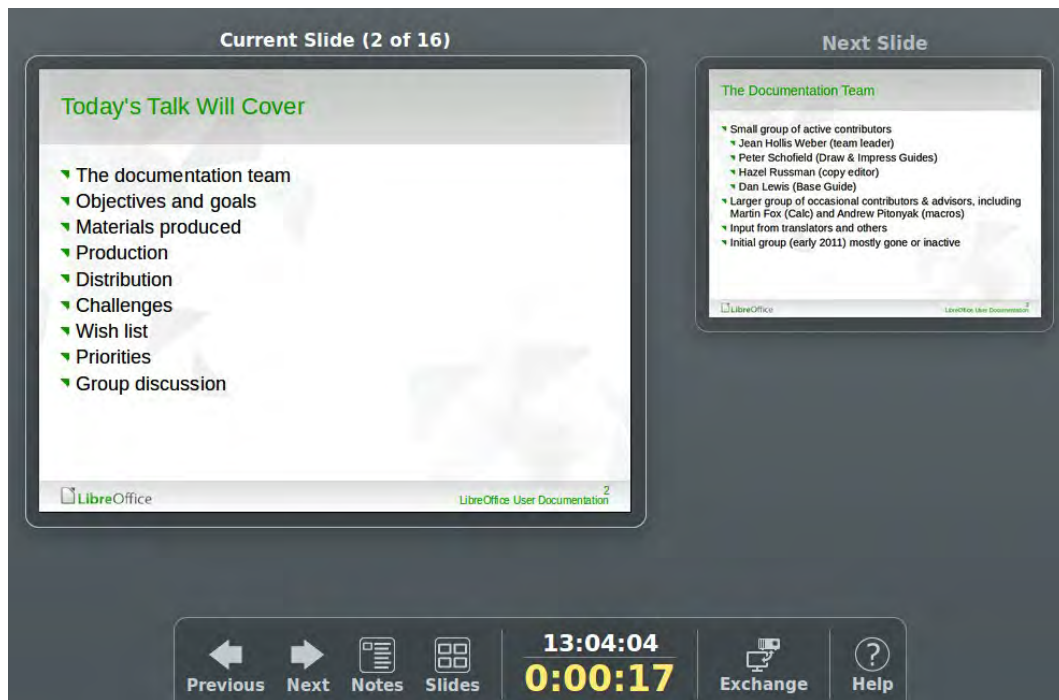 Current Slide (2 of 16)
Today's Talk Will Cover
The documentation team
Objectives and goals
Materials produced
Production
Distribution
Challenges
Wish list
Priorities
Group discussion
LibreOffice
LibreOffice User Documentation
2
Next Slide
The Documentation Team
Small group of active contributors
Jean Hollis Weber (team leader)
Peter Schofield (Draw & Impress Guides)
Hazel Russman (copy editor)
Dan Lewis (Base Guide)
Larger group of occasional contributors & advisors, including
Martin Fox (Calc) and Andrew Pitonyak (macros)
Input from translators and others
Initial group (early 2011) mostly gone or inactive
LibreOffice
LibreOffice User Documentation
Previous
Next
Notes
Slides
13:04:04
0:00:17
Exchange
Help